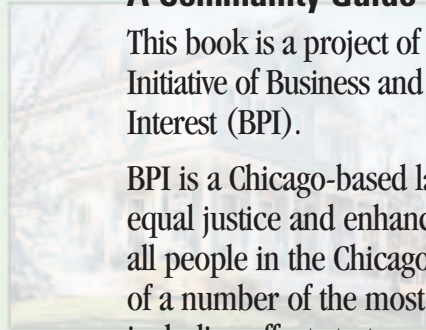 A Community Guide
This book is a project of
Initiative of Business and
Interest (BPI).
BPI is a Chicago-based
equal justice and
all people in the Chicago
of a number of the most